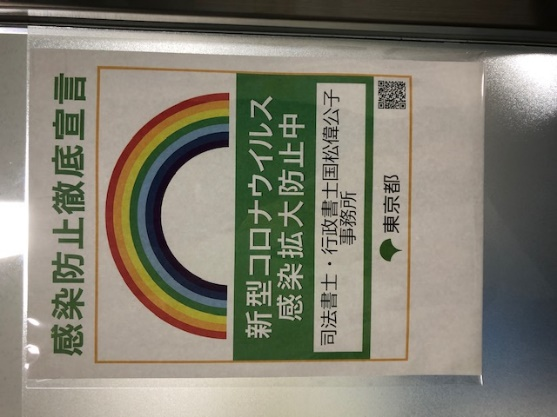 感染防止徹底宣言
新型コロナウイルス
感染拡大防止中
司法書士・行政書士国松偉公子
事務所
東京都